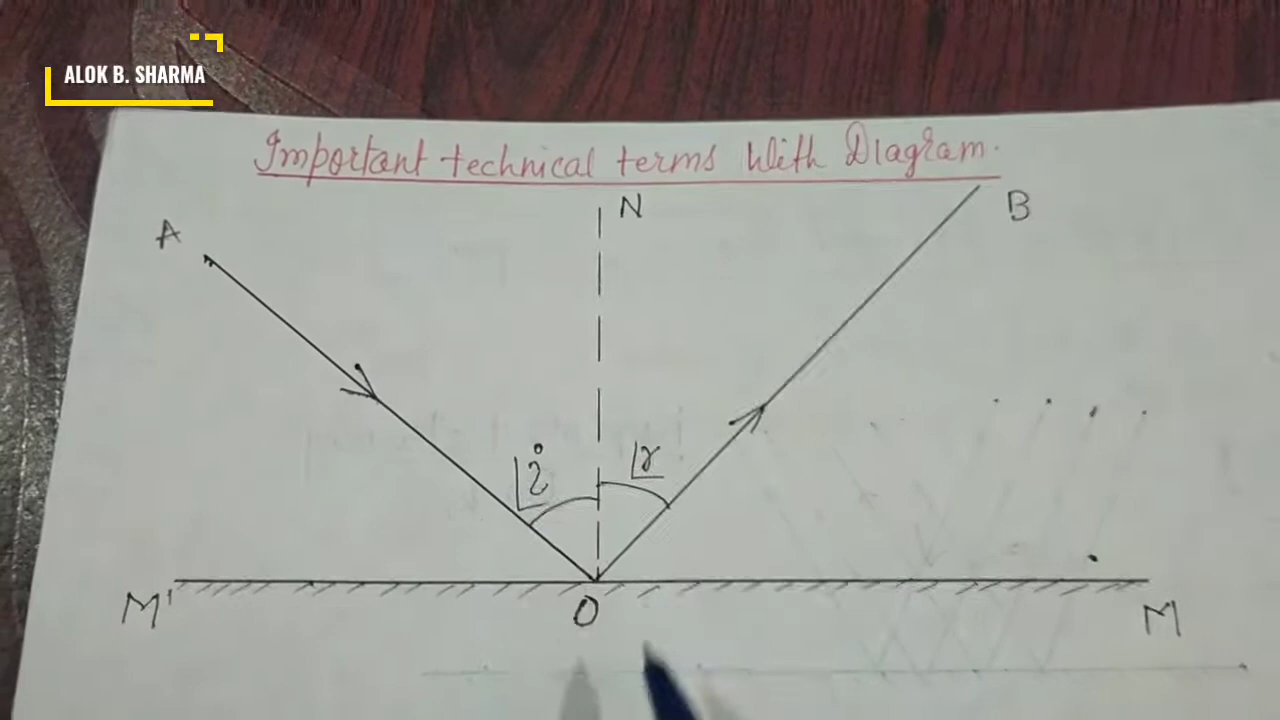 ALOK B. SHARMA
Important technical terms With Diagram.
A
N
B
∠i
∠r
M'
O
M